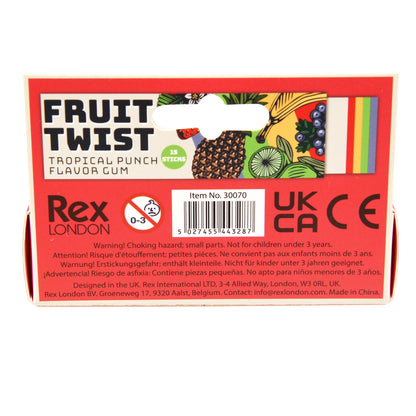 FRUIT
TWIST
TROPICAL PUNCH
FLAVOR GUM
15
STICKS
Item No. 30070
5 027455 443287
Rex
LONDON
0-3
UK
CA CE
Warning! Choking hazard; small parts. Not for children under 3 years.
Attention! Risque d'étouffement; petites pièces. Ne convient pas aux enfants moins de 3 ans.
Warnung! Erstickungsgefahr; enthält kleinteile. Nicht für kinder unter 3 jahren geeignet.
¡Advertencia! Riesgo de asfixia: Contiene piezas pequeñas. No apto para niños menores de 3 años.
Designed in the UK. Rex International LTD, 3-4 Allied Way, London, W3 0RL, UK.
Rex London BV. Groeneweg 17, 9320 Aalst, Belgium. Contact: info@rexlondon.com. Made in China.